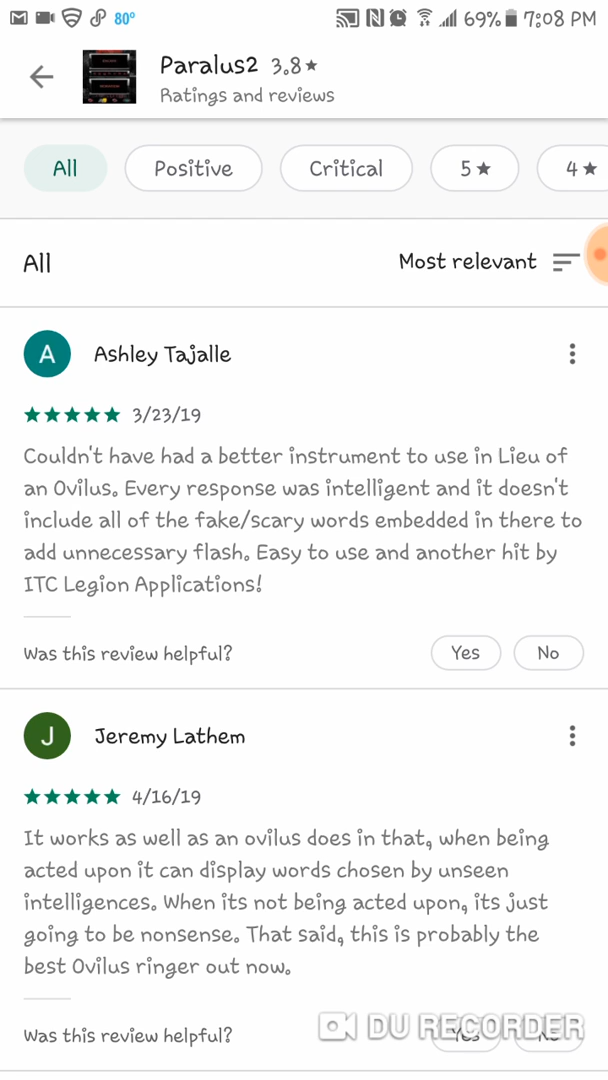 80° 69% 7:08 PM
Paralus2 3.8★
Ratings and reviews
All Positive Critical 5★ 4★
All Most relevant
A Ashley Tajalle
★★★★★ 3/23/19
Couldn't have had a better instrument to use in Lieu of
an Ovilus. Every response was intelligent and it doesn't
include all of the fake/scary words embedded in there to
add unnecessary flash. Easy to use and another hit by
ITC Legion Applications!
Was this review helpful? Yes No
J Jeremy Lathem
★★★★★ 4/16/19
It works as well as an ovilus does in that, when being
acted upon it can display words chosen by unseen
intelligences. When its not being acted upon, its just
going to be nonsense. That said, this is probably the
best Ovilus ringer out now.
Was this review helpful? Yes No
DU RECORDER